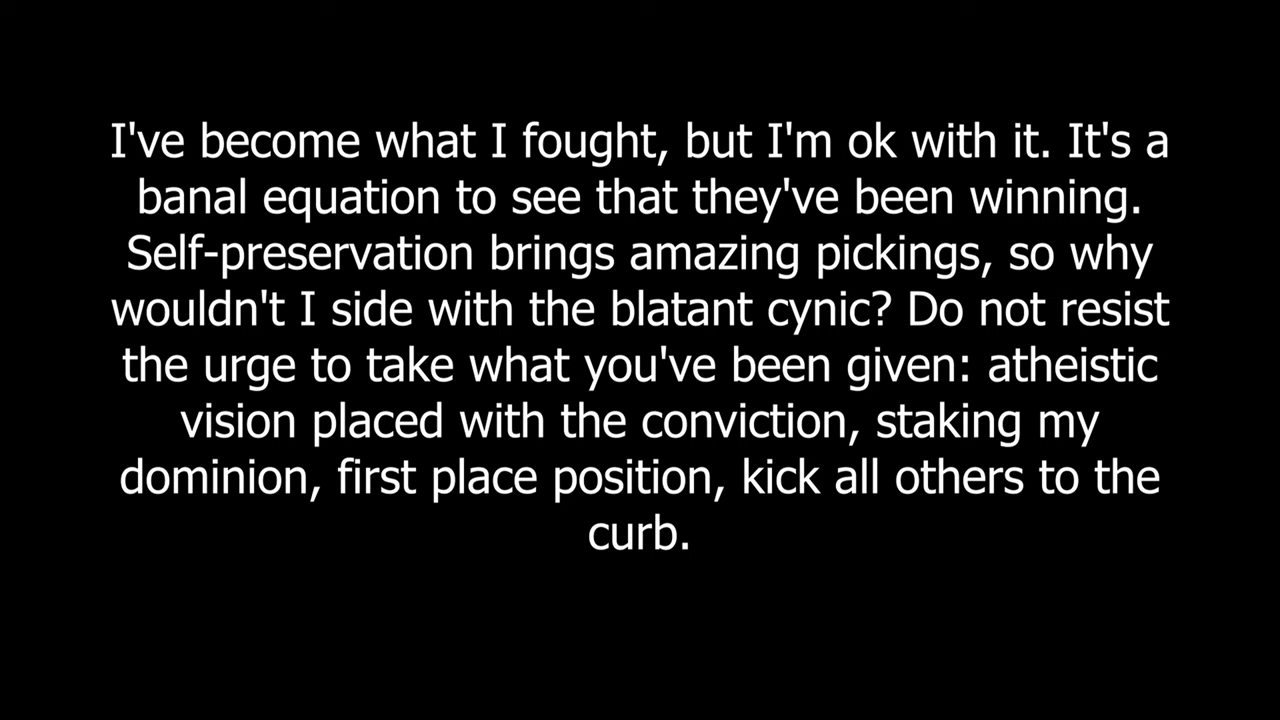 I've become what I fought, but I'm ok with it. It's a
banal equation to see that they've been winning.
Self-preservation brings amazing pickings, so why
wouldn't I side with the blatant cynic? Do not resist
the urge to take what you've been given: atheistic
vision placed with the conviction, staking my
dominion, first place position, kick all others to the
curb.